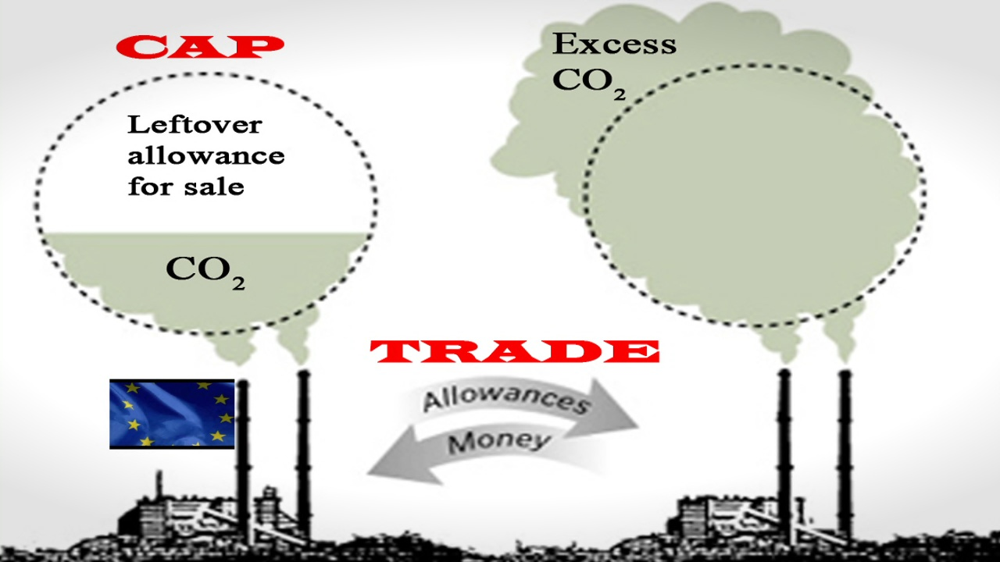 CAP
Leftover
allowance
for sale
CO₂
Excess
CO₂
TRADE
Allowances
Money